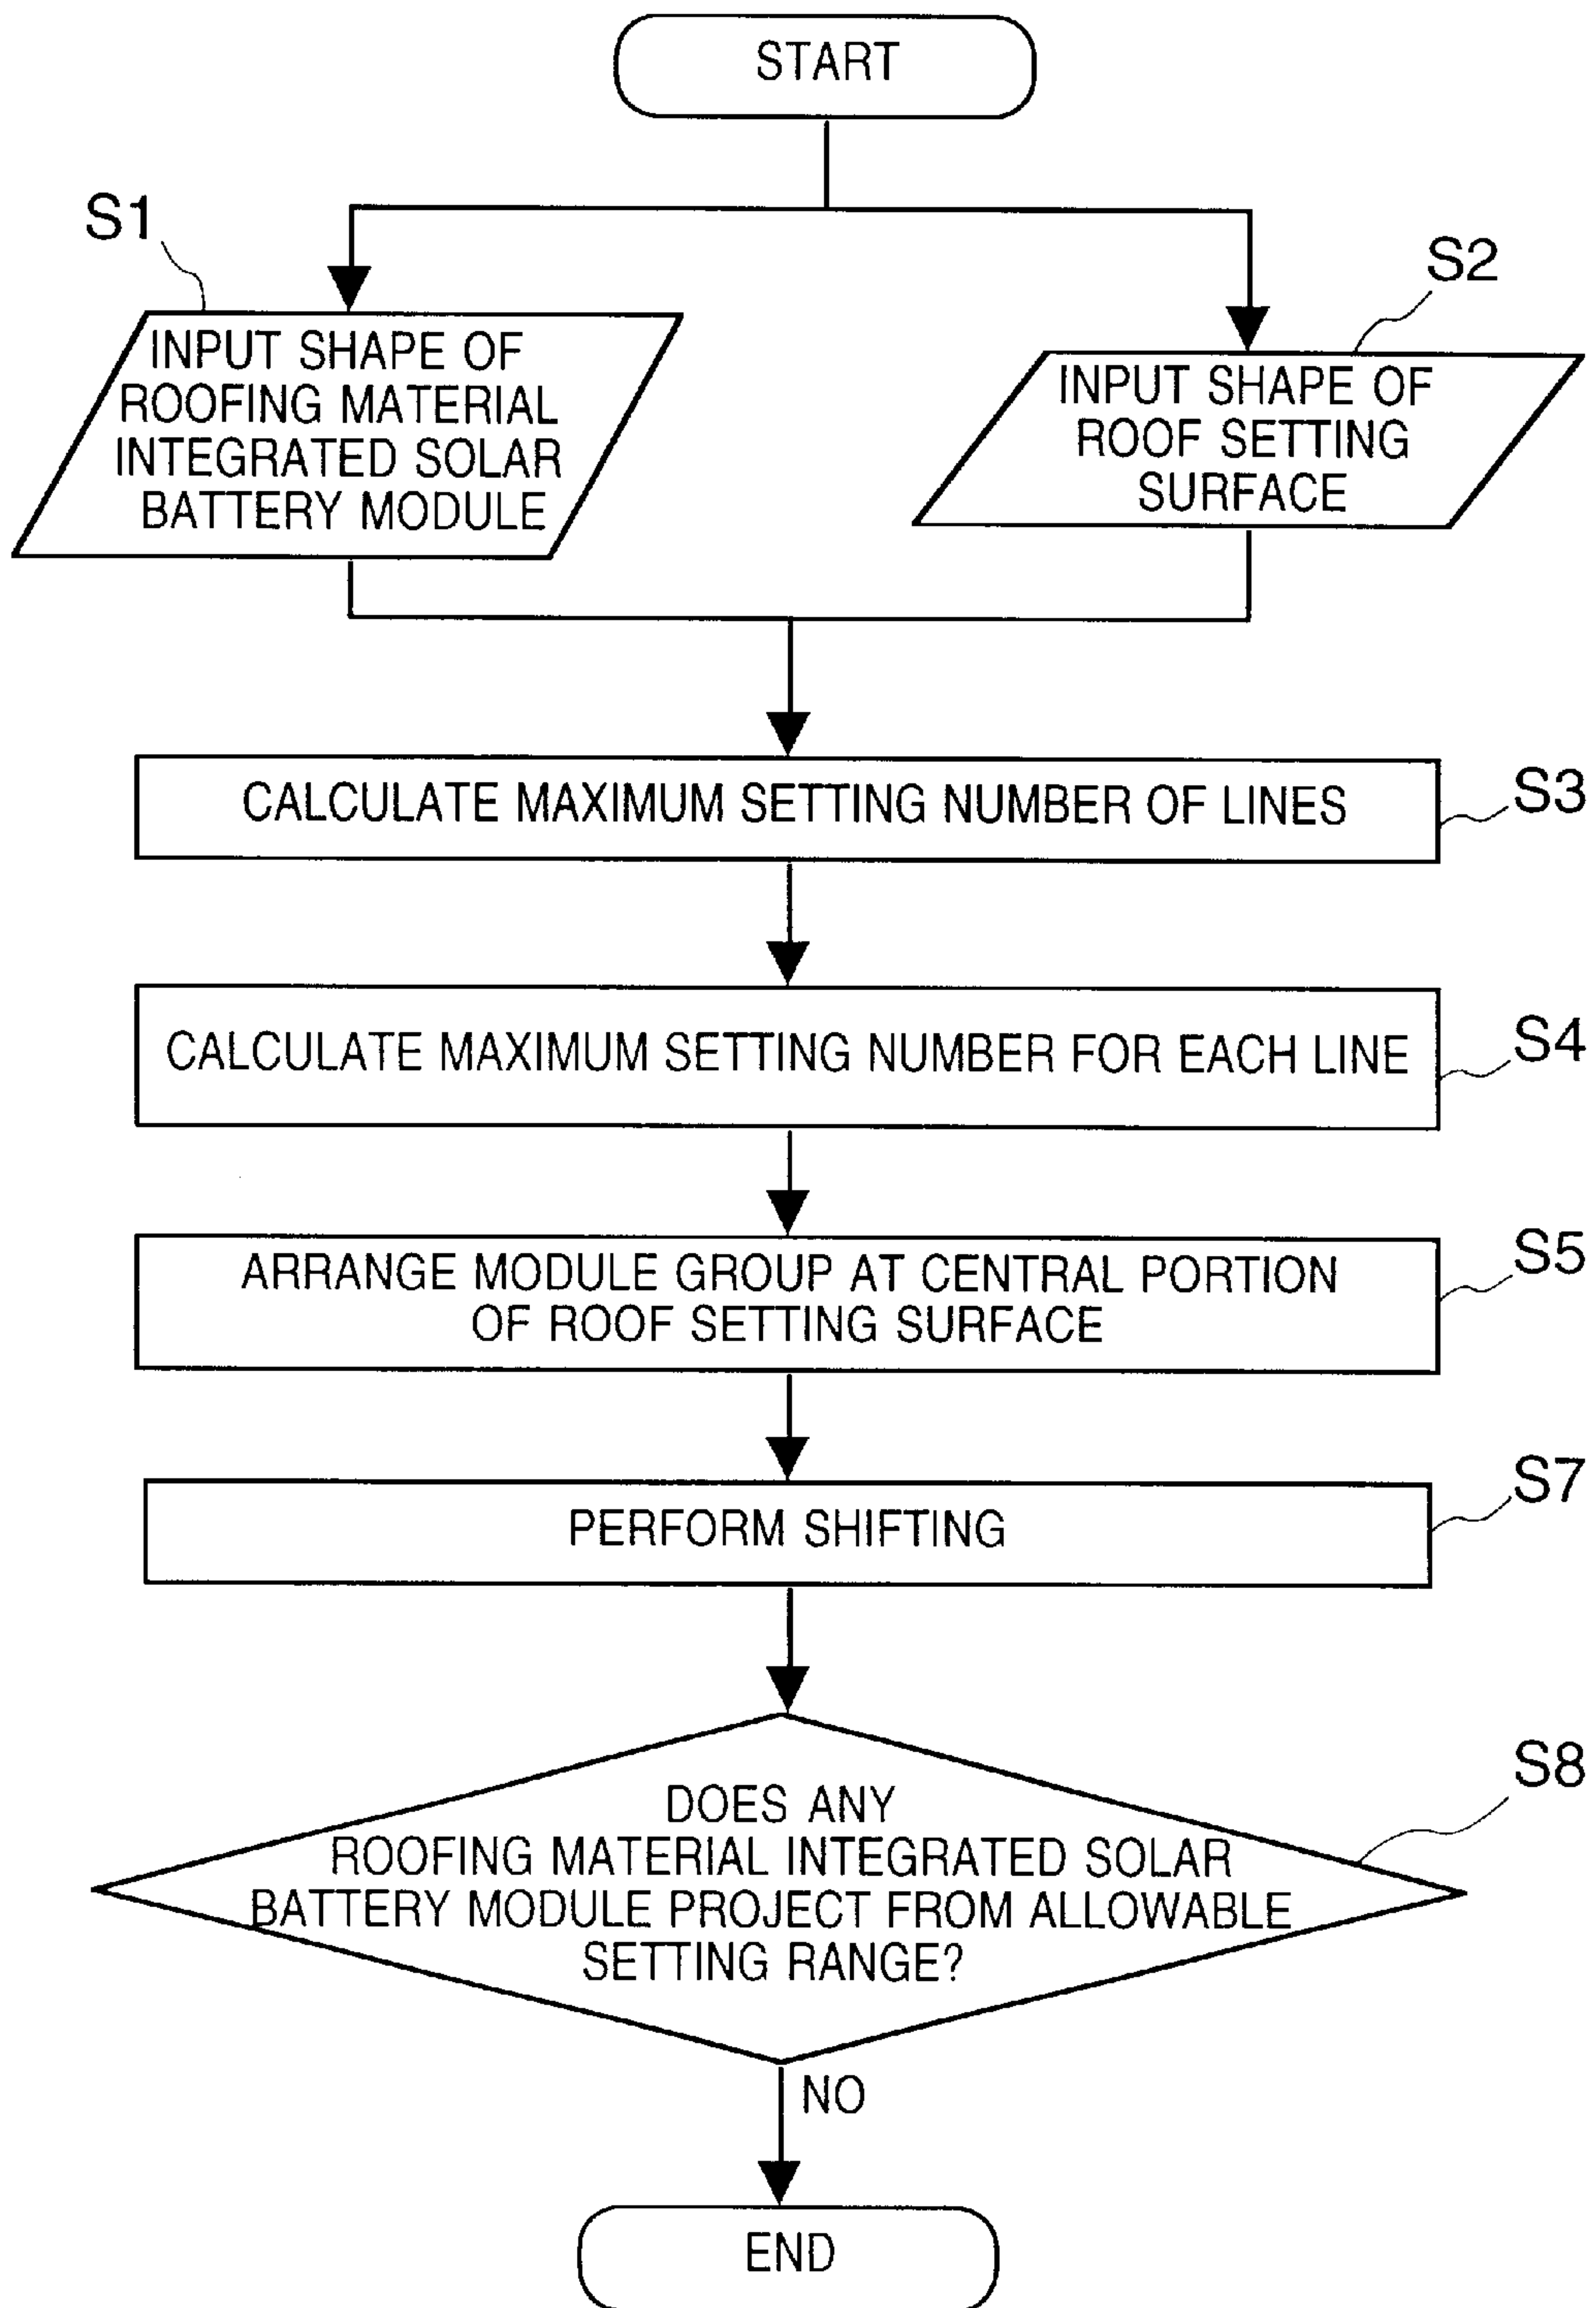 START
S1
S2
INPUT SHAPE OF
ROOFING MATERIAL
INTEGRATED SOLAR
BATTERY MODULE
INPUT SHAPE OF
ROOF SETTING
SURFACE
CALCULATE MAXIMUM SETTING NUMBER OF LINES
S3
CALCULATE MAXIMUM SETTING NUMBER FOR EACH LINE
S4
ARRANGE MODULE GROUP AT CENTRAL PORTION
OF ROOF SETTING SURFACE
S5
PERFORM SHIFTING
S7
DOES ANY
ROOFING MATERIAL INTEGRATED SOLAR
BATTERY MODULE PROJECT FROM ALLOWABLE
SETTING RANGE?
S8
NO
END